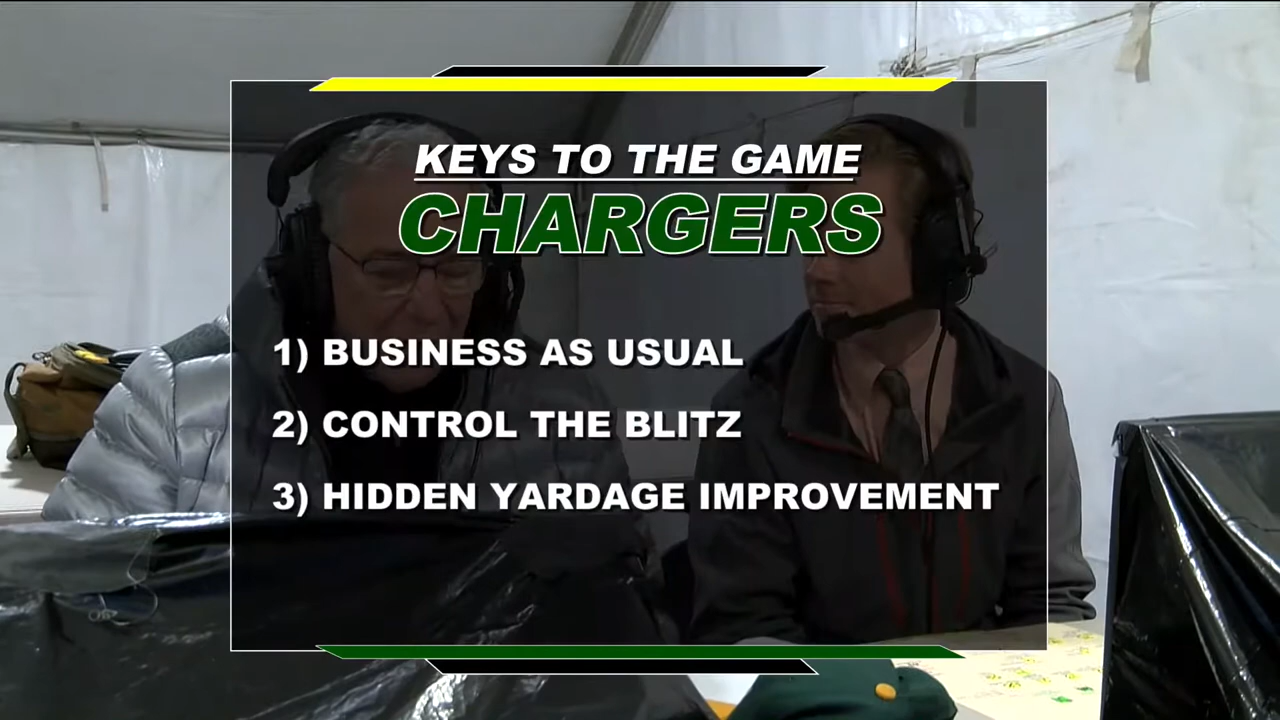 KEYS TO THE GAME
CHARGERS
1) BUSINESS AS USUAL
2) CONTROL THE BLITZ
3) HIDDEN YARDAGE IMPROVEMENT